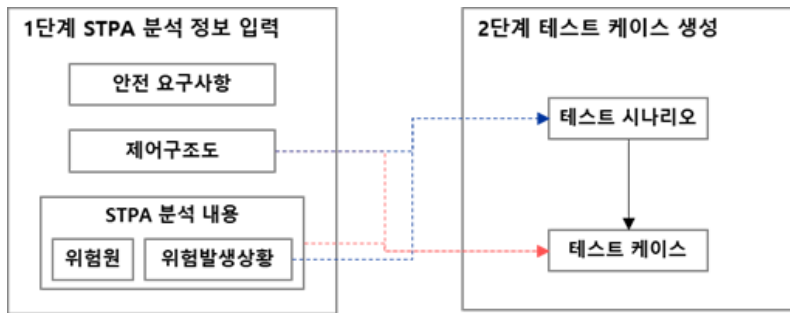 1단계 STPA 분석 정보 입력
안전 요구사항
제어구조도
STPA 분석 내용
위험원
위험발생상황
2단계 테스트 케이스 생성
테스트 시나리오
테스트 케이스